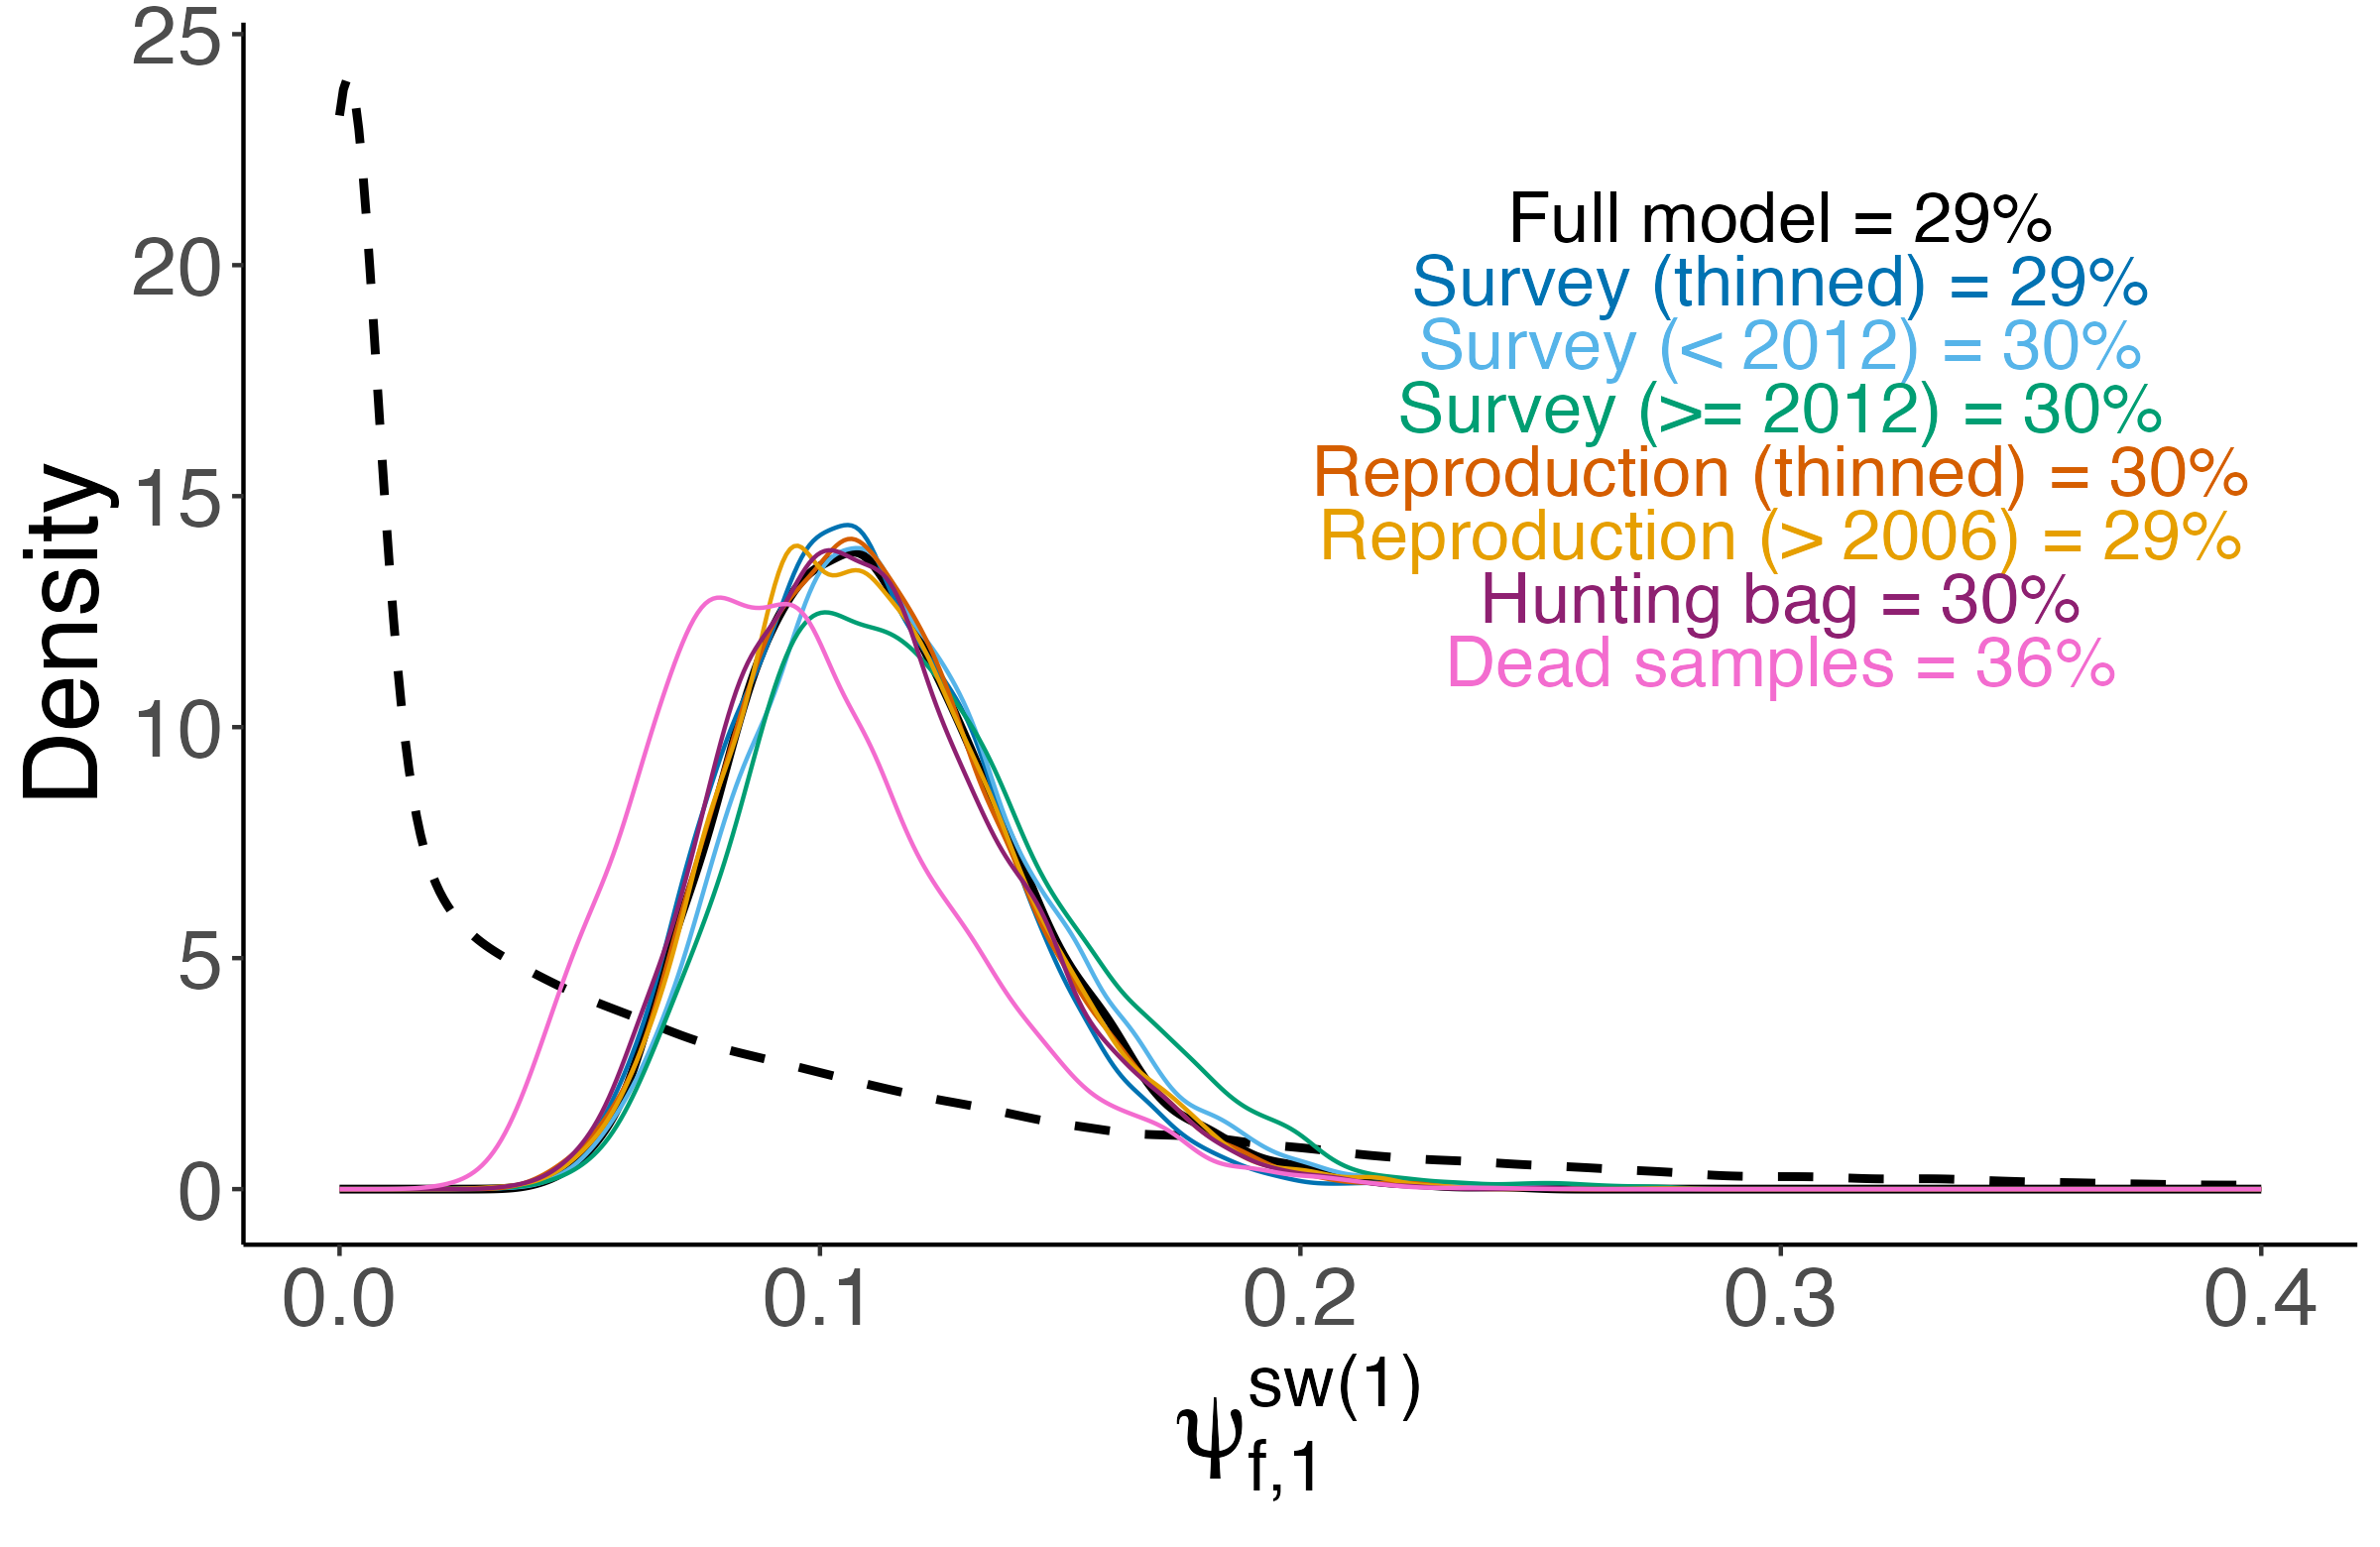 25
20
15
10
5
0
Density
Full model = 29%
Survey (thinned) = 29%
Survey (< 2012) = 30%
Survey (>= 2012) = 30%
Reproduction (thinned) = 30%
Reproduction (> 2006) = 29%
Hunting bag = 30%
Dead samples = 36%
0.0 0.1 0.2 0.3 0.4
ψ sw(1) f,1